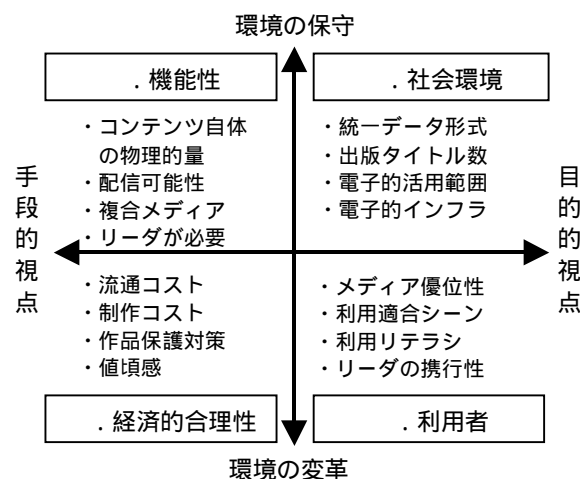 環境の保守
.機能性
.社会環境
・コンテンツ自体
の物理的量
・配信可能性
・複合メディア
・リーダが必要
・統一データ形式
・出版タイトル数
・電子的活用範囲
・電子的インフラ
手段的視点
目的的視点
・流通コスト
・制作コスト
・作品保護対策
・値頃感
・メディア優位性
・利用適合シーン
・利用リテラシ
・リーダの携行性
.経済的合理性
.利用者
環境の変革